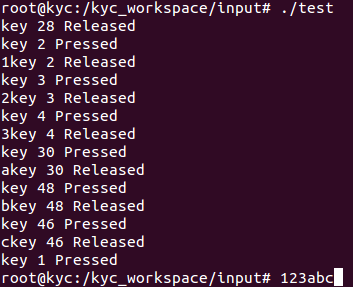 root@kyc:/kyc_workspace/input# ./test
key 28 Released
key 2 Pressed
1key 2 Released
key 3 Pressed
2key 3 Released
key 4 Pressed
3key 4 Released
key 30 Pressed
akey 30 Released
key 48 Pressed
bkey 48 Released
key 46 Pressed
ckey 46 Released
key 1 Pressed
root@kyc:/kyc_workspace/input# 123abc